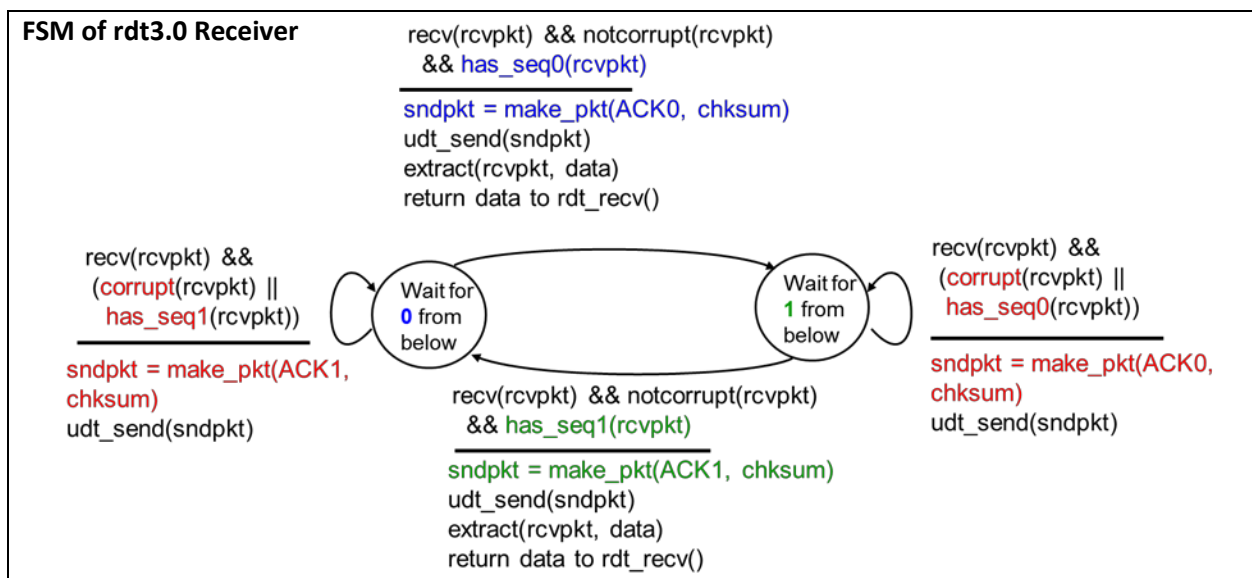 FSM of rdt3.0 Receiver
recv(rcvpkt) && notcorrupt(rcvpkt)
&& has_seq0(rcvpkt)
sndpkt = make_pkt(ACK0, chksum)
udt_send(sndpkt)
extract(rcvpkt, data)
return data to rdt_recv()
recv(rcvpkt) &&
(corrupt(rcvpkt) ||
has_seq1(rcvpkt))
sndpkt = make_pkt(ACK1,
chksum)
udt_send(sndpkt)
Wait for
0 from
below
Wait for
1 from
below
recv(rcvpkt) &&
(corrupt(rcvpkt) ||
has_seq0(rcvpkt))
sndpkt = make_pkt(ACK0,
chksum)
udt_send(sndpkt)
recv(rcvpkt) && notcorrupt(rcvpkt)
&& has_seq1(rcvpkt)
sndpkt = make_pkt(ACK1, chksum)
udt_send(sndpkt)
extract(rcvpkt, data)
return data to rdt_recv()